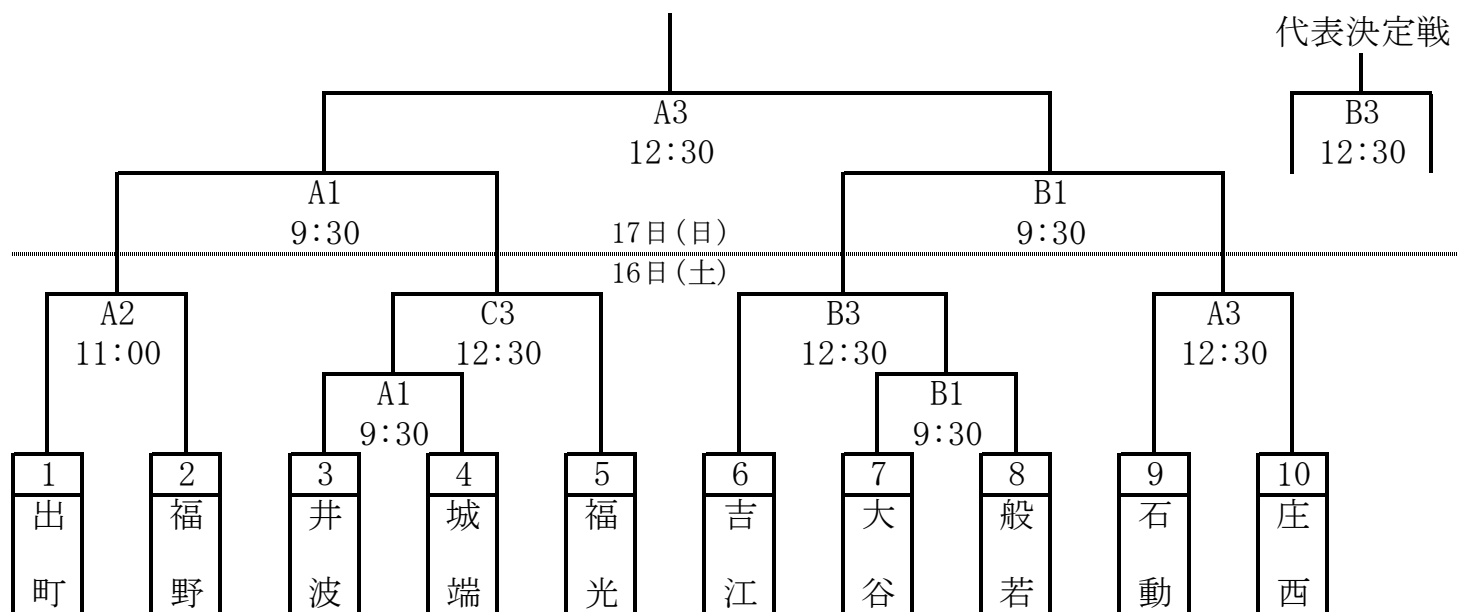 代表決定戦
A3
12:30
B3
12:30
A1
9:30
B1
9:30
17日(日)
16日(土)
A2
11:00
C3
12:30
B3
12:30
A3
12:30
A1
9:30
B1
9:30
1
2
3
4
5
6
7
8
9
10
出町
福野
井波
城端
福光
吉江
大谷
般若
石動
庄西